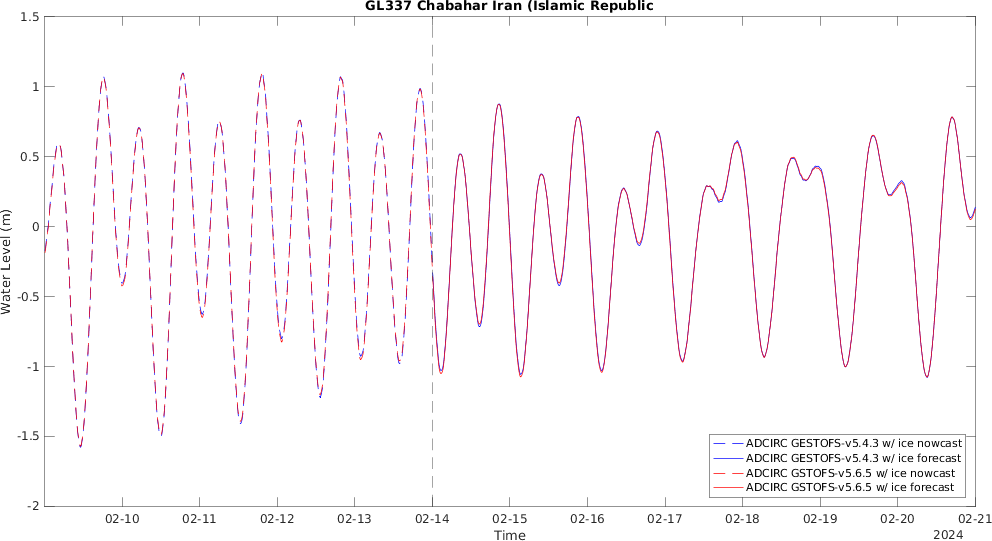 GL337 Chabahar Iran (Islamic Republic
1.5
1
0.5
0
-0.5
-1
-1.5
-2
Water Level (m)
ADCIRC GESTOFS-v5.4.3 w/ ice nowcast
ADCIRC GESTOFS-v5.4.3 w/ ice forecast
ADCIRC GSTOFS-v5.6.5 w/ ice nowcast
ADCIRC GSTOFS-v5.6.5 w/ ice forecast
02-10 02-11 02-12 02-13 02-14 02-15 02-16 02-17 02-18 02-19 02-20 02-21
Time
2024